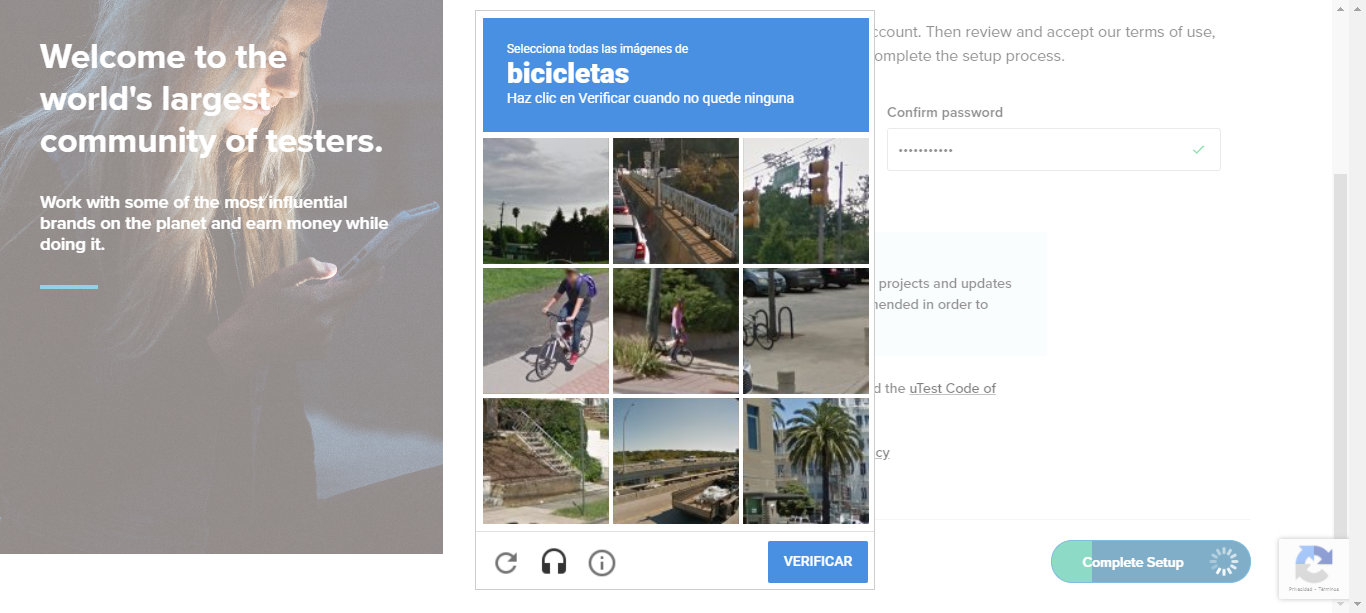 Welcome to the
world's largest
community of testers.
Work with some of the most influential
brands on the planet and earn money while
doing it.
Selecciona todas las imágenes de
bicicletas
Haz clic en Verificar cuando no quede ninguna
VERIFICAR
ccount. Then review and accept our terms of use,
omplete the setup process.
Confirm password
•••••••••••
projects and updates
nended in order to
d the uTest Code of
cy
Complete Setup
Privacidad - Términos